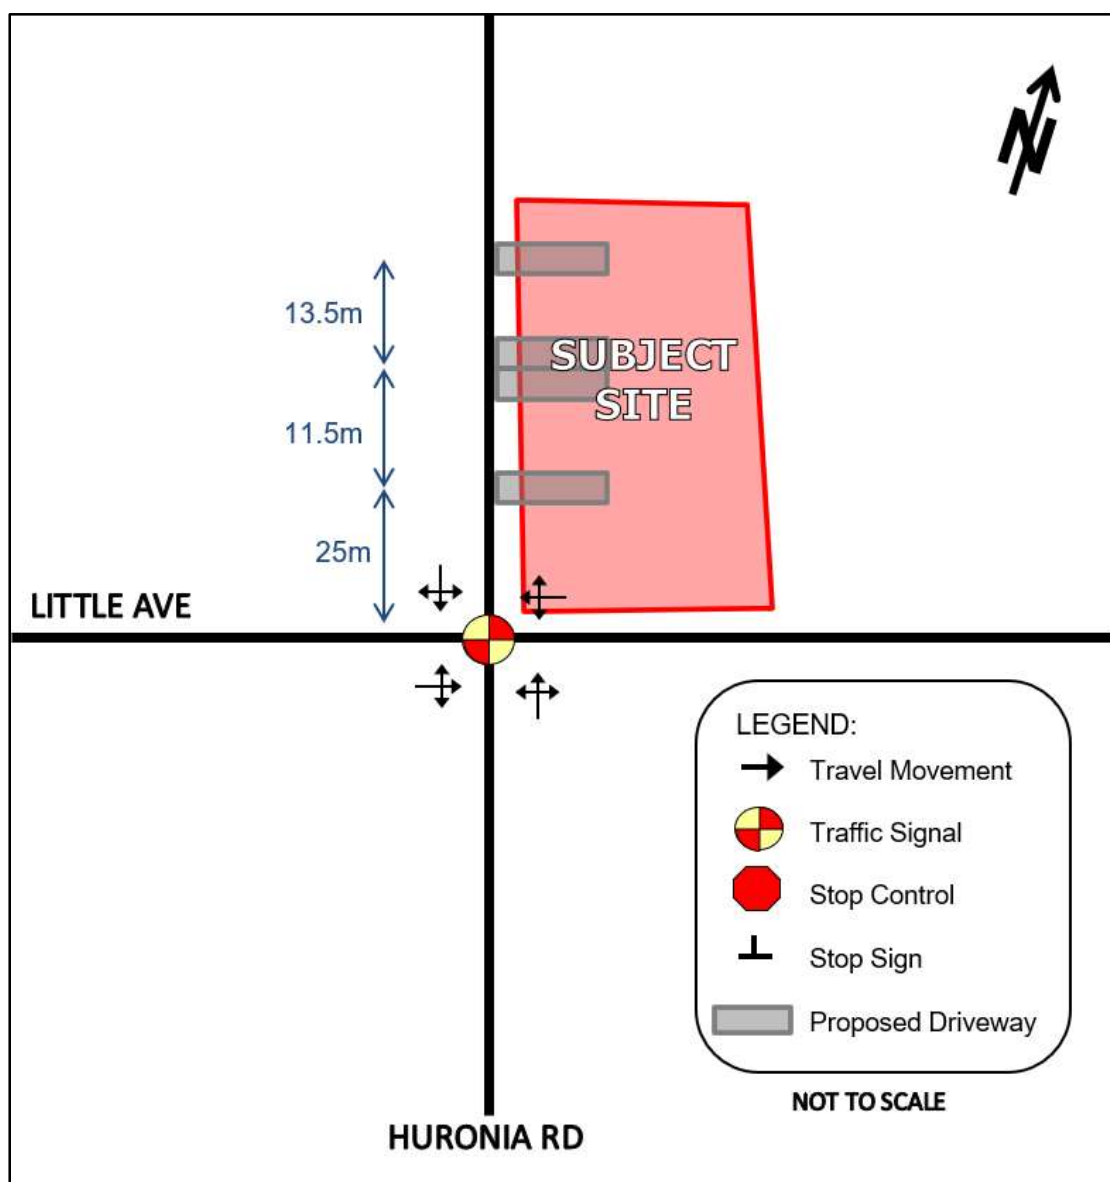 N
13.5m
SUBJECT
SITE
11.5m
25m
LITTLE AVE
LEGEND:
Travel Movement
Traffic Signal
Stop Control
Stop Sign
Proposed Driveway
NOT TO SCALE
HURONIA RD